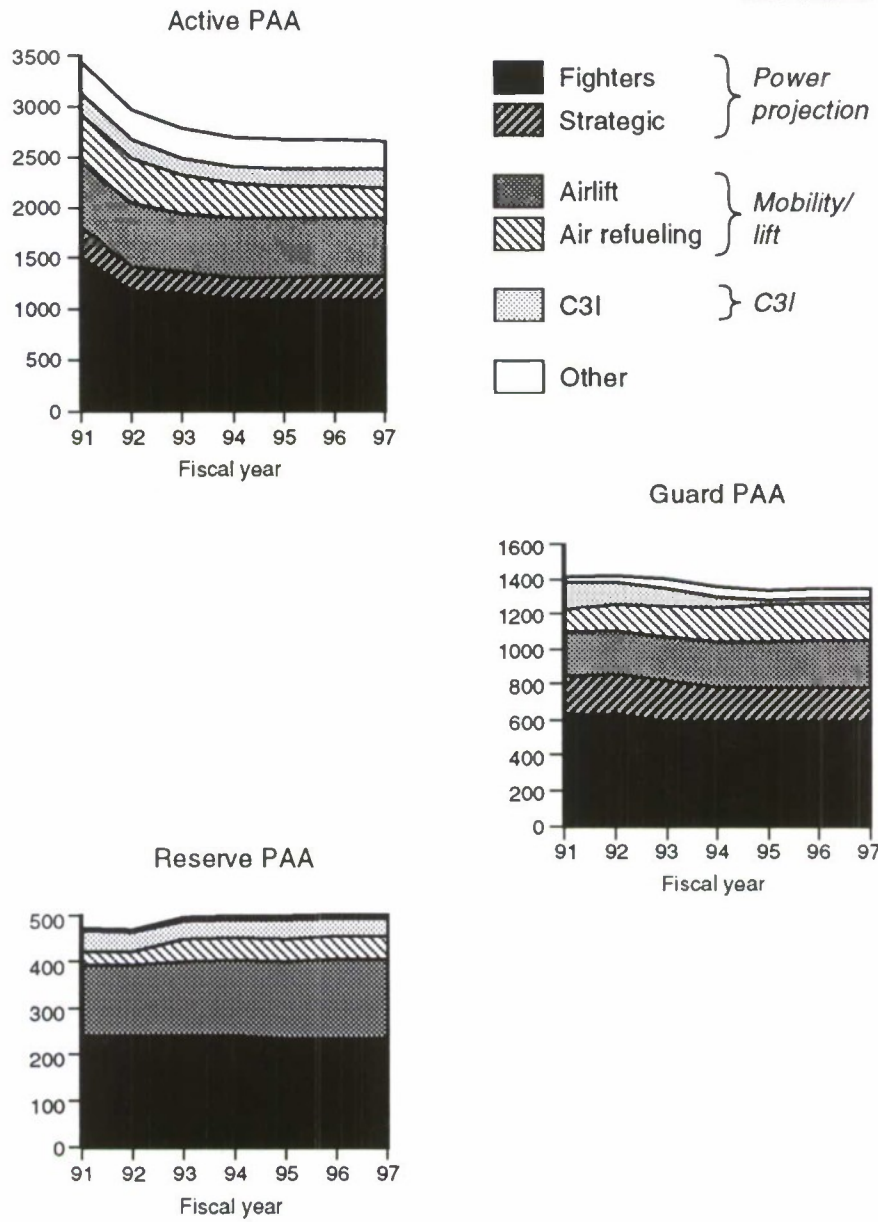 Active PAA
3500
3000
2500
2000
1500
1000
500
0
91 92 93 94 95 96 97
Fiscal year
Fighters
Strategic
Power
projection
Airlift
Air refueling
Mobility/
lift
C3I
C3I
Other
Guard PAA
1600
1400
1200
1000
800
600
400
200
0
91 92 93 94 95 96 97
Fiscal year
Reserve PAA
500
400
300
200
100
0
91 92 93 94 95 96 97
Fiscal year